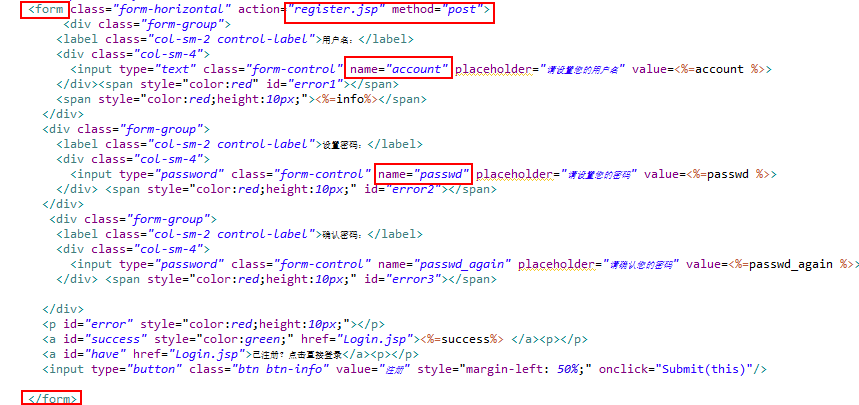 <form class="form-horizontal" action="register.jsp" method="post">
<div class="form-group">
<label class="col-sm-2 control-label">用户名：</label>
<div class="col-sm-4">
<input type="text" class="form-control" name="account" placeholder="请设置您的用户名" value=<%=account %>>
</div><span style="color:red" id="error1"></span>
<span style="color:red;height:10px;"><%=info%></span>
</div>
<div class="form-group">
<label class="col-sm-2 control-label">设置密码：</label>
<div class="col-sm-4">
<input type="password" class="form-control" name="passwd" placeholder="请设置您的密码" value=<%=passwd %>>
</div> <span style="color:red;height:10px;" id="error2"></span>
</div>
<div class="form-group">
<label class="col-sm-2 control-label">确认密码：</label>
<div class="col-sm-4">
<input type="password" class="form-control" name="passwd_again" placeholder="请确认您的密码" value=<%=passwd_again %>>
</div> <span style="color:red;height:10px;" id="error3"></span>
</div>
<p id="error" style="color:red;height:10px;"></p>
<a id="success" style="color:green;" href="Login.jsp"><%=success%> </a><p></p>
<a id="have" href="Login.jsp">已注册？点击直接登录</a><p></p>
<input type="button" class="btn btn-info" value="注册" style="margin-left: 50%;" onclick="Submit(this)"/>
</form>